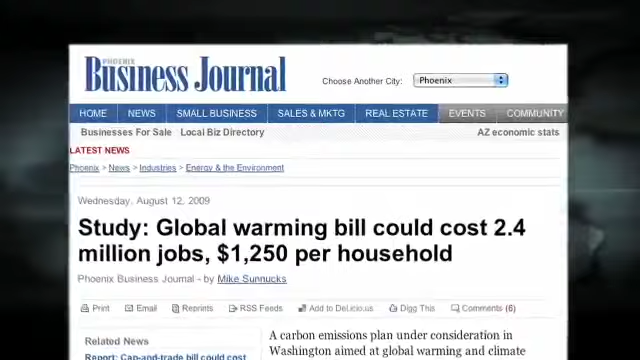 PHOENIX
Business Journal
Choose Another City: Phoenix
HOME NEWS SMALL BUSINESS SALES & MKTG REAL ESTATE EVENTS COMMUNITY
Businesses For Sale Local Biz Directory AZ economic stats
LATEST NEWS
Phoenix > News > Industries > Energy & the Environment
Wednesday, August 12, 2009
Study: Global warming bill could cost 2.4
million jobs, $1,250 per household
Phoenix Business Journal - by Mike Sunnucks
Print Email Reprints RSS Feeds Add to Del.icio.us Digg This Comments (6)
Related News
Report: Cap-and-trade bill could cost
A carbon emissions plan under consideration in
Washington aimed at global warming and climate